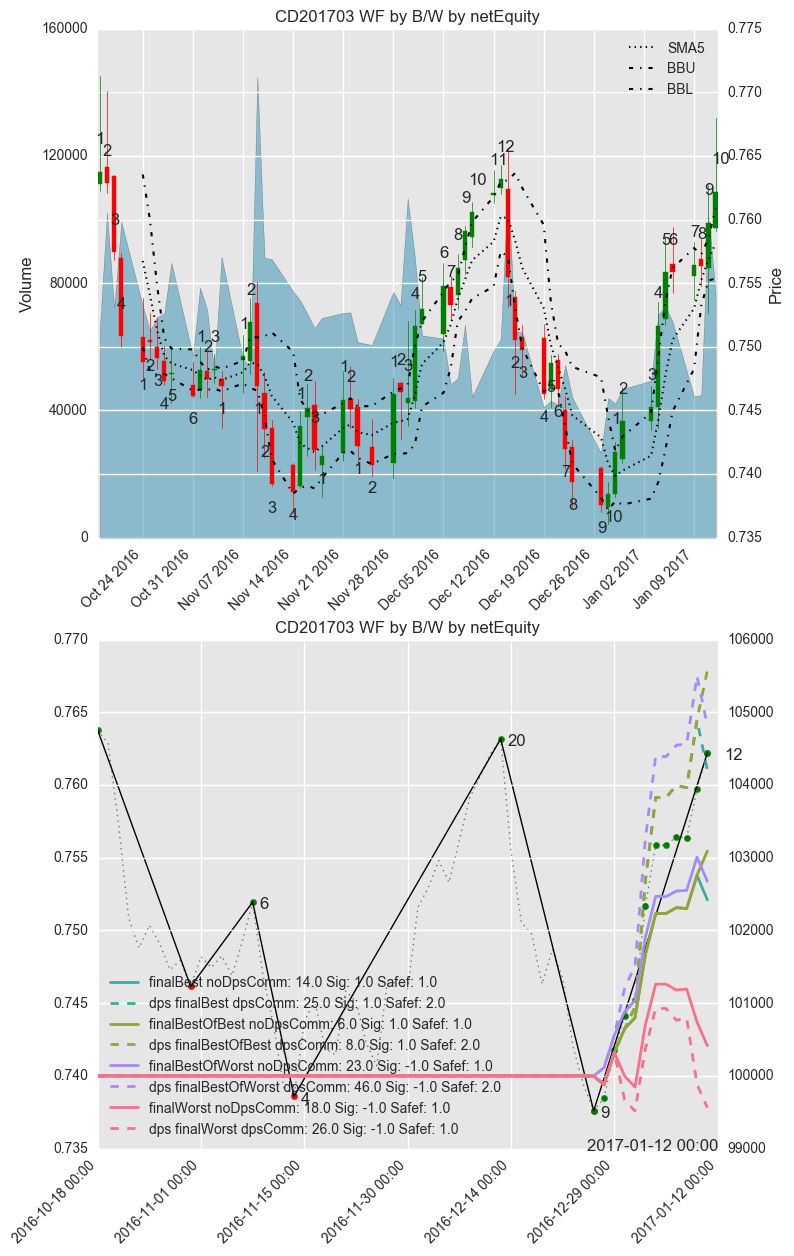 CD201703 WF by B/W by netEquity
160000
120000
80000
40000
0
Volume
0.775
0.770
0.765
0.760
0.755
0.750
0.745
0.740
0.735
Price
SMA5
BBU
BBL
Oct 24 2016
Oct 31 2016
Nov 07 2016
Nov 14 2016
Nov 21 2016
Nov 28 2016
Dec 05 2016
Dec 12 2016
Dec 19 2016
Dec 26 2016
Jan 02 2017
Jan 09 2017
CD201703 WF by B/W by netEquity
0.770
0.765
0.760
0.755
0.750
0.745
0.740
0.735
106000
105000
104000
103000
102000
101000
100000
99000
6
4
20
9
12
finalBest noDpsComm: 14.0 Sig: 1.0 Safef: 1.0
dps finalBest dpsComm: 25.0 Sig: 1.0 Safef: 2.0
finalBestOfBest noDpsComm: 6.0 Sig: 1.0 Safef: 1.0
dps finalBestOfBest dpsComm: 8.0 Sig: 1.0 Safef: 2.0
finalBestOfWorst noDpsComm: 23.0 Sig: -1.0 Safef: 1.0
dps finalBestOfWorst dpsComm: 46.0 Sig: -1.0 Safef: 2.0
finalWorst noDpsComm: 18.0 Sig: -1.0 Safef: 1.0
dps finalWorst dpsComm: 26.0 Sig: -1.0 Safef: 1.0
2017-01-12 00:00
2016-10-18 00:00
2016-11-01 00:00
2016-11-15 00:00
2016-11-30 00:00
2016-12-14 00:00
2016-12-29 00:00
2017-01-12 00:00